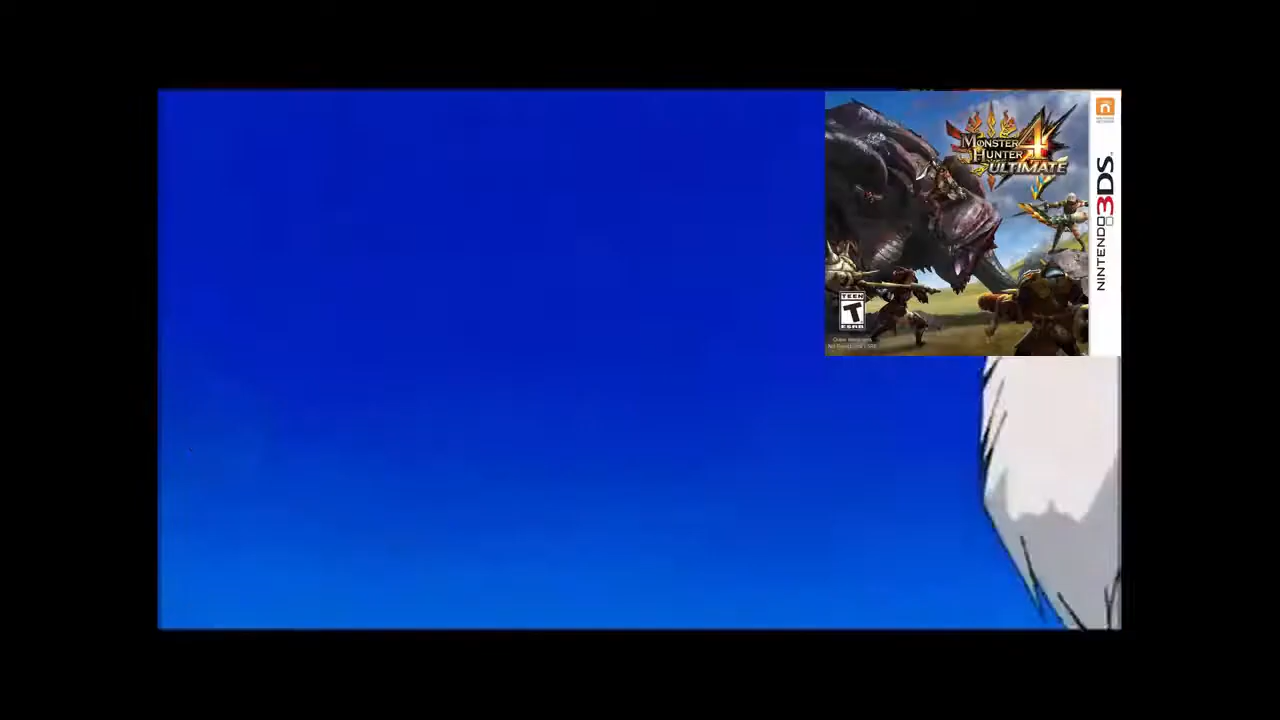 MONSTER
HUNTER 4
ULTIMATE
NINTENDO 3DS
TEEN
T
ESRB